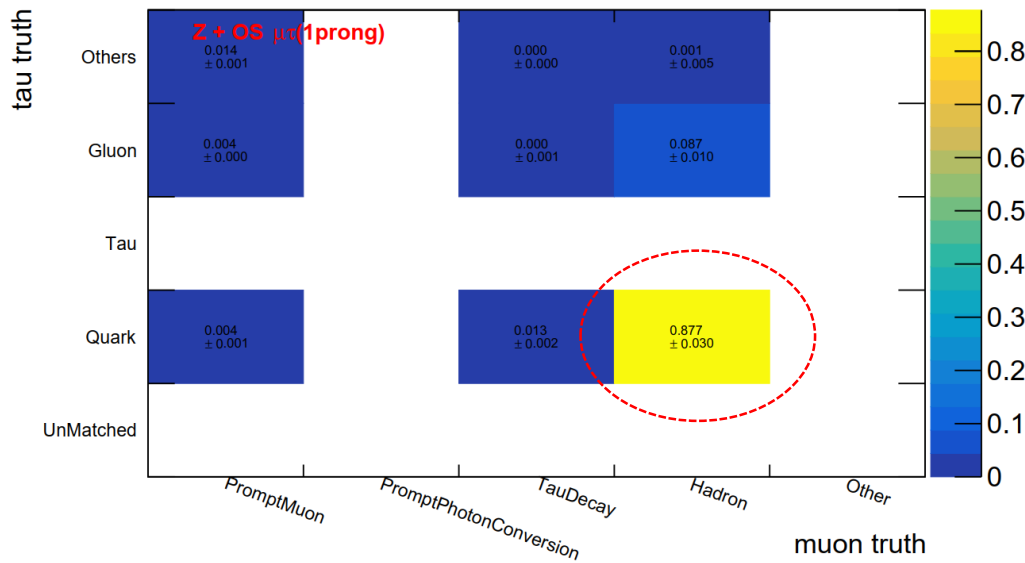 Z + OS μτ(1prong)
tau truth
Others
0.014
± 0.001
0.000
± 0.000
0.001
± 0.005
Gluon
0.004
± 0.000
0.000
± 0.001
0.087
± 0.010
Tau
Quark
0.004
± 0.001
0.013
± 0.002
0.877
± 0.030
UnMatched
PromptMuon
PromptPhotonConversion
TauDecay
Hadron
Other
muon truth
0.8
0.7
0.6
0.5
0.4
0.3
0.2
0.1
0